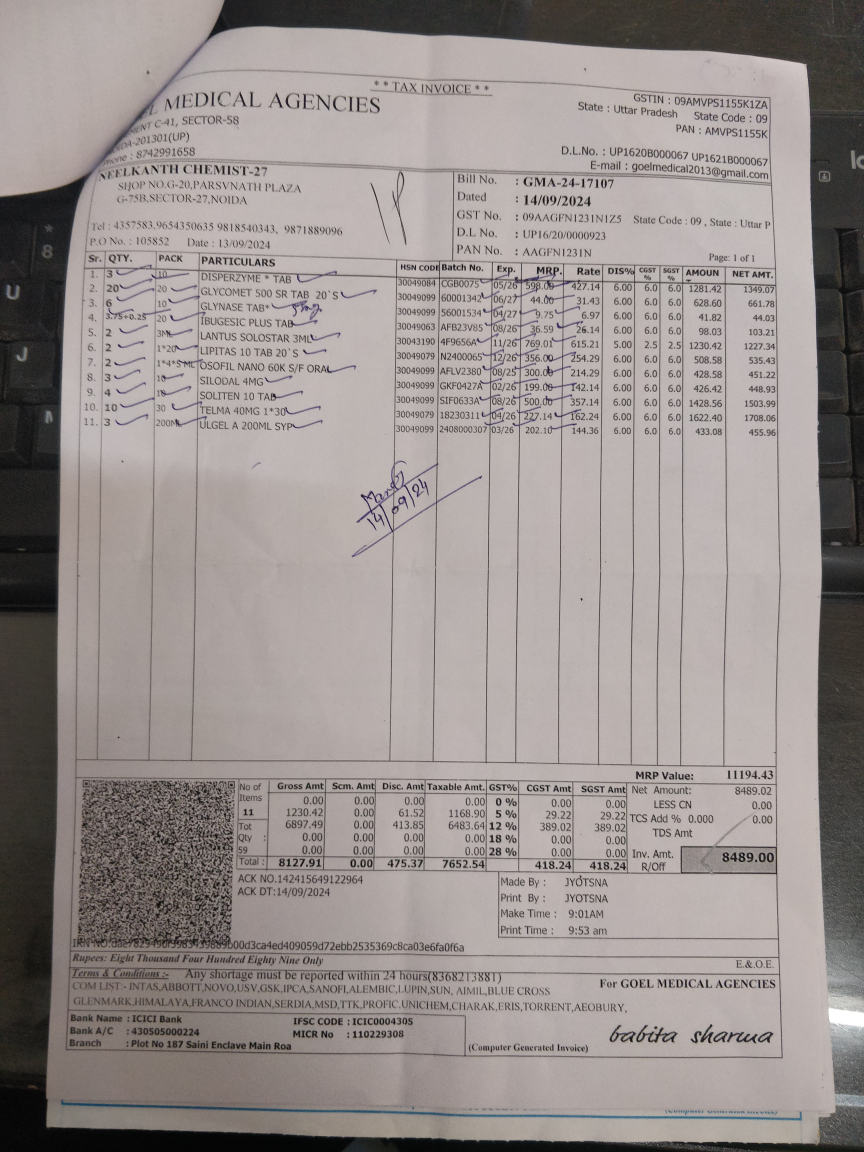 ** TAX INVOICE **
MEDICAL AGENCIES
C-41, SECTOR-58
-201301(UP)
: 8742991658
GSTIN : 09AMVPS1155K1ZA
State : Uttar Pradesh State Code : 09
PAN : AMVPS1155K
D.L.No. : UP1620B000067 UP1621B000067
E-mail : goelmedical2013@gmail.com
NEELKANTH CHEMIST-27
SHOP NO.G-20,PARSVNATH PLAZA
G-75B,SECTOR-27,NOIDA
Tel : 4357583,9654350635 9818540343, 9871889096
P.O No. : 105852 Date : 13/09/2024
Bill No. : GMA-24-17107
Dated : 14/09/2024
GST No. : 09AAGFN1231N1Z5 State Code : 09 , State : Uttar P
D.L No. : UP16/20/0000923
PAN No. : AAGFN1231N
Page: 1 of 1
Sr. QTY. PACK PARTICULARS HSN CODE Batch No. Exp. MRP. Rate DIS% CGST % SGST % AMOUN NET AMT.
1. 3 10 DISPERZYME * TAB 30049084 CGB0075 05/26 598.00 427.14 6.00 6.0 6.0 1281.42 1349.07
2. 20 20 GLYCOMET 500 SR TAB 20`S 30049099 60001342 06/27 44.00 31.43 6.00 6.0 6.0 628.60 661.78
3. 6 10 GLYNASE TAB* 5mg 30049099 56001534 04/27 9.75 6.97 6.00 6.0 6.0 41.82 44.03
4. 3.75+0.25 20 IBUGESIC PLUS TAB 30049063 AFB23V85 08/26 36.59 26.14 6.00 6.0 6.0 98.03 103.21
5. 2 3ML LANTUS SOLOSTAR 3ML 30043190 4F9656A 11/26 769.01 615.21 5.00 2.5 2.5 1230.42 1227.34
6. 2 1*20 LIPITAS 10 TAB 20`S 30049079 N2400065 12/26 356.00 254.29 6.00 6.0 6.0 508.58 535.43
7. 2 1*4*5 ML OSOFIL NANO 60K S/F ORAL 30049099 AFLV2380 08/25 300.00 214.29 6.00 6.0 6.0 428.58 451.22
8. 3 10 SILODAL 4MG 30049099 GKF0427A 02/26 199.00 142.14 6.00 6.0 6.0 426.42 448.93
9. 4 10 SOLITEN 10 TAB 30049099 SIF0633A 08/26 500.00 357.14 6.00 6.0 6.0 1428.56 1503.99
10. 10 30 TELMA 40MG 1*30 30049079 18230311 04/26 227.14 162.24 6.00 6.0 6.0 1622.40 1708.06
11. 3 200ML ULGEL A 200ML SYP 30049099 2408000307 03/26 202.10 144.36 6.00 6.0 6.0 433.08 455.96
14/09/24
MRP Value: 11194.43
No of Items 11 Tot Qty : 59
Gross Amt Scm. Amt Disc. Amt Taxable Amt. GST% CGST Amt SGST Amt
0.00 0.00 0.00 0.00 0 % 0.00 0.00
1230.42 0.00 61.52 1168.90 5 % 29.22 29.22
6897.49 0.00 413.85 6483.64 12 % 389.02 389.02
0.00 0.00 0.00 0.00 18 % 0.00 0.00
0.00 0.00 0.00 0.00 28 % 0.00 0.00
Total : 8127.91 0.00 475.37 7652.54 418.24 418.24
Net Amount: 8489.02
LESS CN 0.00
TCS Add % 0.000 0.00
TDS Amt
Inv. Amt. R/Off 8489.00
ACK NO.142415649122964
ACK DT:14/09/2024
Made By : JYOTSNA
Print By : JYOTSNA
Make Time : 9:01AM
Print Time : 9:53 am
Rupees: Eight Thousand Four Hundred Eighty Nine Only
E.& O.E.
Terms & Conditions :- Any shortage must be reported within 24 hours(8368213881)
COM LIST:- INTAS,ABBOTT,NOVO,USV,GSK,IPCA,SANOFI,ALEMBIC,LUPIN,SUN, AIMIL,BLUE CROSS
GLENMARK,HIMALAYA,FRANCO INDIAN,SERDIA,MSD,TTK,PROFIC,UNICHEM,CHARAK,ERIS,TORRENT,AEOBURY,
For GOEL MEDICAL AGENCIES
Bank Name : ICICI Bank IFSC CODE : ICIC0004305
Bank A/C : 430505000224 MICR No : 110229308
Branch : Plot No 187 Saini Enclave Main Roa
(Computer Generated Invoice)
babita sharma